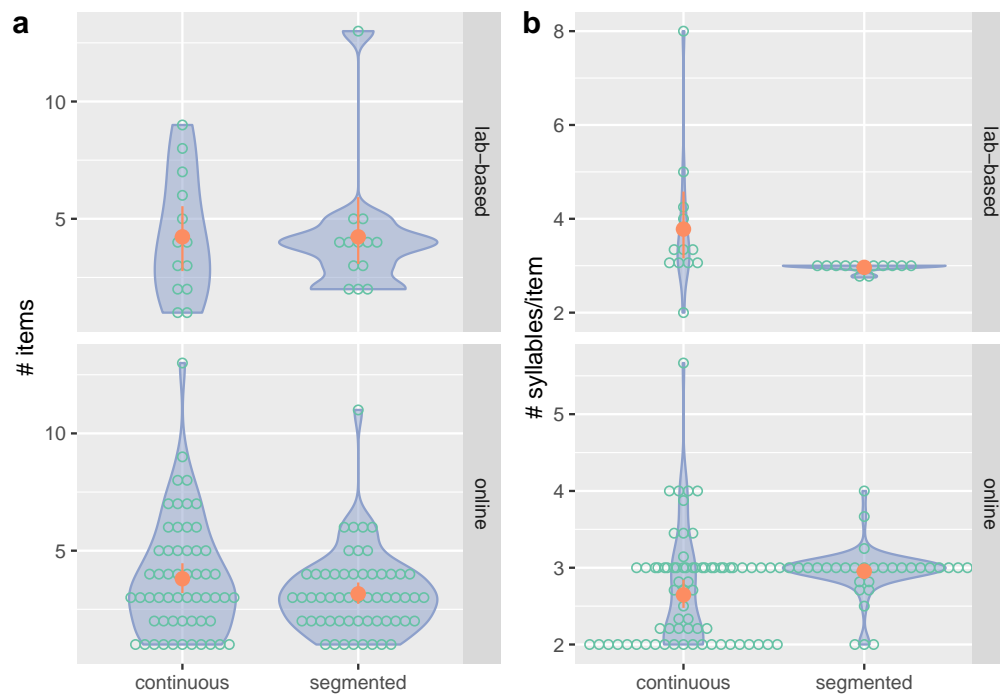 a
# items
10
5
lab−based
10
5
online
continuous
segmented
b
# syllables/item
8
6
4
2
lab−based
5
4
3
2
online
continuous
segmented